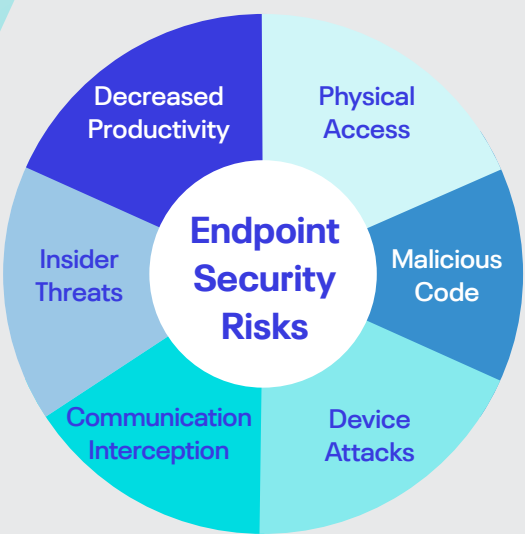 Decreased
Productivity
Physical
Access
Insider
Threats
Endpoint
Security
Risks
Malicious
Code
Communication
Interception
Device
Attacks